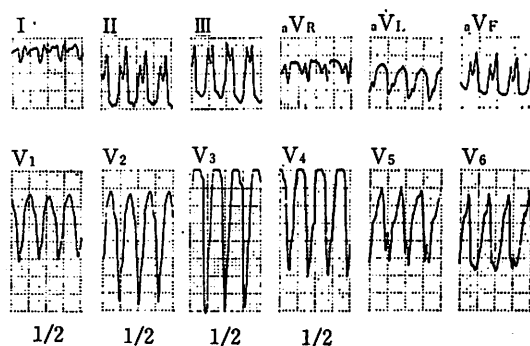 I II III aVR aVL aVF
V1 V2 V3 V4 V5 V6
1/2 1/2 1/2 1/2